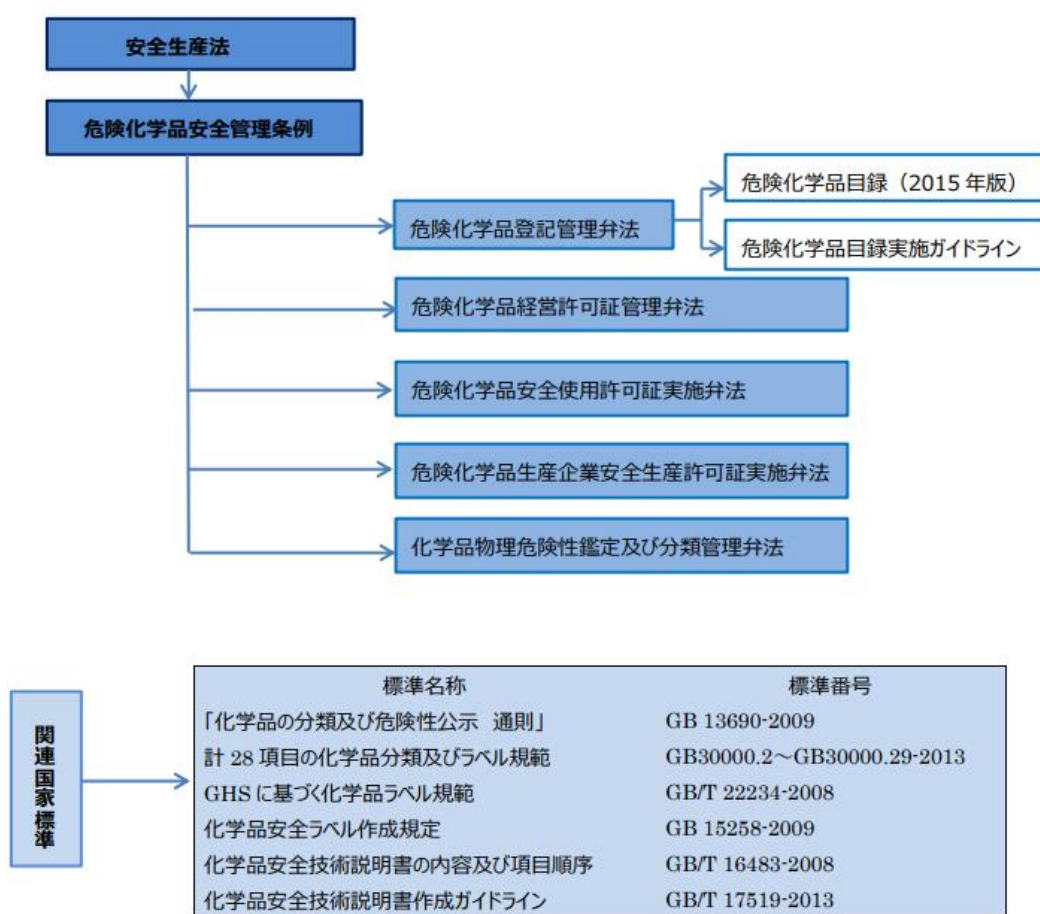 安全生産法
危険化学品安全管理条例
危険化学品登記管理弁法
危険化学品目録（2015 年版）
危険化学品目録実施ガイドライン
危険化学品経営許可証管理弁法
危険化学品安全使用許可証実施弁法
危険化学品生産企業安全生産許可証実施弁法
化学品物理危険性鑑定及び分類管理弁法
関連国家標準
標準名称 標準番号
「化学品の分類及び危険性公示　通則」 GB 13690-2009
計 28 項目の化学品分類及びラベル規範 GB30000.2～GB30000.29-2013
GHS に基づく化学品ラベル規範 GB/T 22234-2008
化学品安全ラベル作成規定 GB 15258-2009
化学品安全技術説明書の内容及び項目順序 GB/T 16483-2008
化学品安全技術説明書作成ガイドライン GB/T 17519-2013